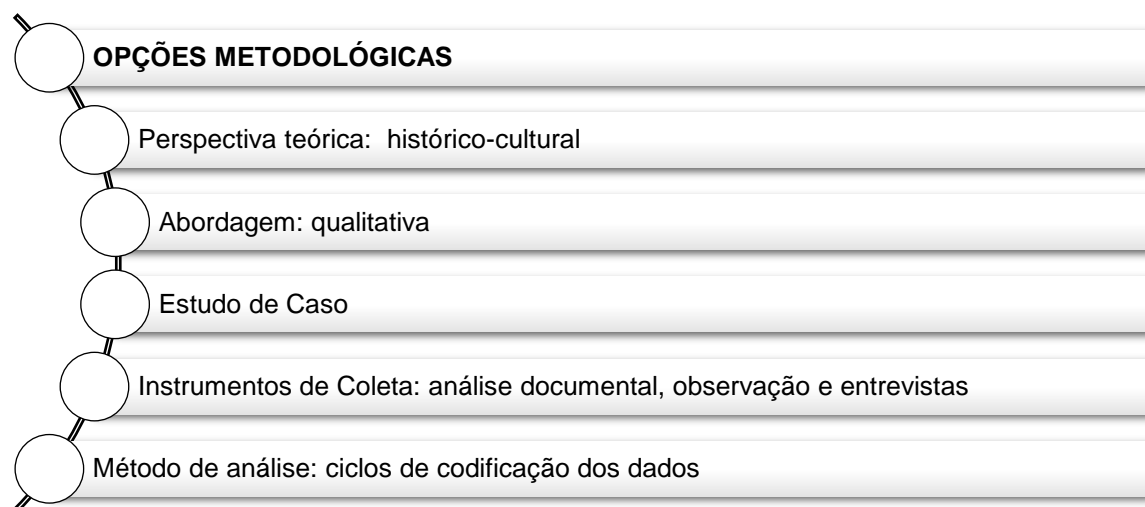 OPÇÕES METODOLÓGICAS
Perspectiva teórica: histórico-cultural
Abordagem: qualitativa
Estudo de Caso
Instrumentos de Coleta: análise documental, observação e entrevistas
Método de análise: ciclos de codificação dos dados